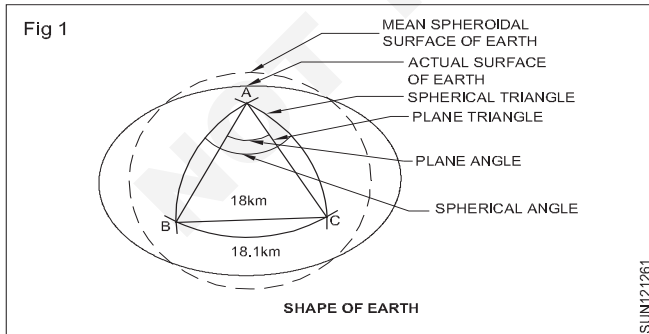 Fig 1
MEAN SPHEROIDAL
SURFACE OF EARTH
ACTUAL SURFACE
OF EARTH
A
SPHERICAL TRIANGLE
PLANE TRIANGLE
PLANE ANGLE
18km
SPHERICAL ANGLE
B
C
18.1km
SHAPE OF EARTH
SUN121261